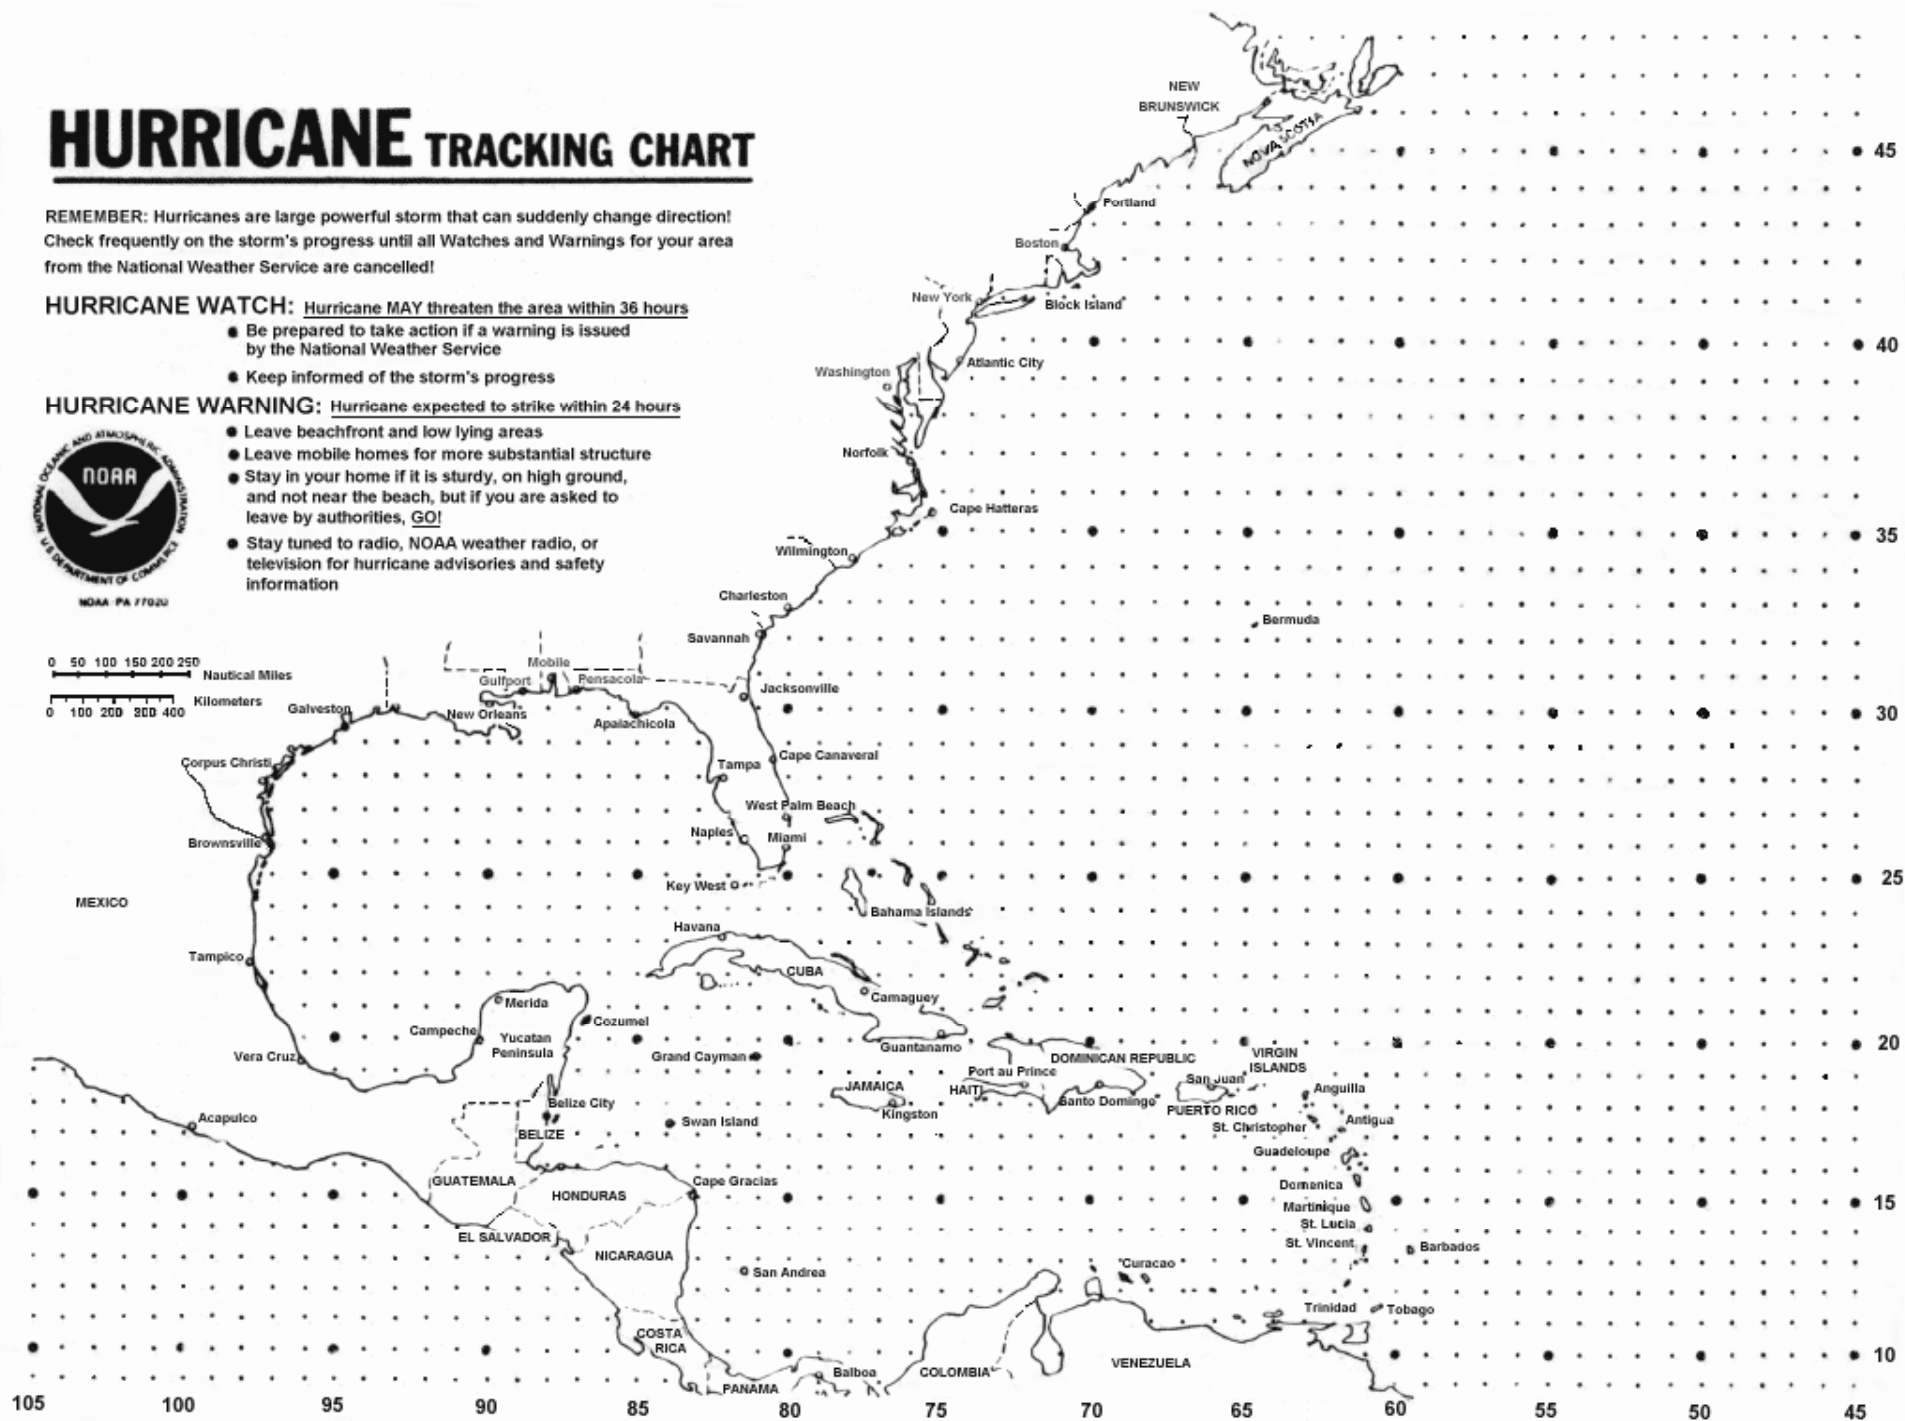 HURRICANE TRACKING CHART
REMEMBER: Hurricanes are large powerful storm that can suddenly change direction!
Check frequently on the storm's progress until all Watches and Warnings for your area
from the National Weather Service are cancelled!
HURRICANE WATCH: Hurricane MAY threaten the area within 36 hours
Be prepared to take action if a warning is issued
by the National Weather Service
Keep informed of the storm's progress
HURRICANE WARNING: Hurricane expected to strike within 24 hours
Leave beachfront and low lying areas
Leave mobile homes for more substantial structure
Stay in your home if it is sturdy, on high ground,
and not near the beach, but if you are asked to
leave by authorities, GO!
Stay tuned to radio, NOAA weather radio, or
television for hurricane advisories and safety
information
NATIONAL OCEANIC AND ATMOSPHERIC ADMINISTRATION
NOAA
U.S. DEPARTMENT OF COMMERCE
NOAA PA 77020
0 50 100 150 200 250
Nautical Miles
Kilometers
0 100 200 300 400
NEW
BRUNSWICK
NOVA SCOTIA
45
Portland
Boston
New York
Block Island
40
Atlantic City
Washington
Norfolk
Cape Hatteras
35
Wilmington
Charleston
Bermuda
Savannah
Mobile
Gulfport
Pensacola
Jacksonville
Galveston
New Orleans
Apalachicola
30
Corpus Christi
Cape Canaveral
Tampa
West Palm Beach
Naples
Miami
Brownsville
Key West
25
MEXICO
Bahama Islands
Havana
Tampico
CUBA
Camaguey
Merida
Cozumel
Campeche
Yucatan
Peninsula
Guantanamo
20
Vera Cruz
Grand Cayman
DOMINICAN REPUBLIC
VIRGIN
ISLANDS
Port au Prince
San Juan
JAMAICA
HAITI
Anguilla
Belize City
Kingston
Santo Domingo
PUERTO RICO
Acapulco
Swan Island
St. Christopher
Antigua
BELIZE
Guadeloupe
GUATEMALA
HONDURAS
Cape Gracias
Domenica
15
Martinique
St. Lucia
EL SALVADOR
St. Vincent
Barbados
NICARAGUA
San Andrea
Curacao
Trinidad
Tobago
COSTA
RICA
10
Balboa
COLOMBIA
VENEZUELA
PANAMA
105 100 95 90 85 80 75 70 65 60 55 50 45